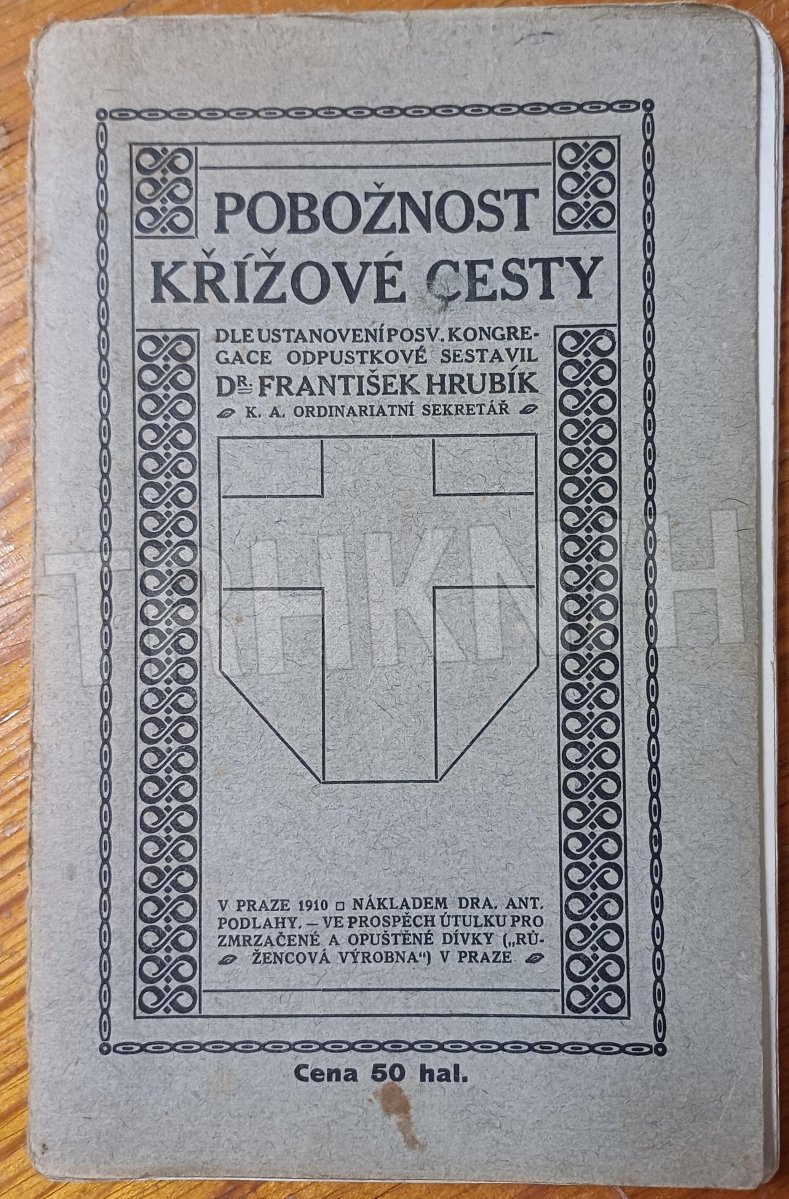 POBOŽNOST
KŘÍŽOVÉ CESTY
DLE USTANOVENÍ POSV. KONGRE-
GACE ODPUSTKOVÉ SESTAVIL
DR. FRANTIŠEK HRUBÍK
K. A. ORDINARIATNÍ SEKRETÁŘ
TRHKNIH
V PRAZE 1910 □ NÁKLADEM DRA. ANT.
PODLAHY. — VE PROSPĚCH ÚTULKU PRO
ZMRZAČENÉ A OPUŠTĚNÉ DÍVKY („RŮ-
ŽENCOVÁ VÝROBNA“) V PRAZE
Cena 50 hal.